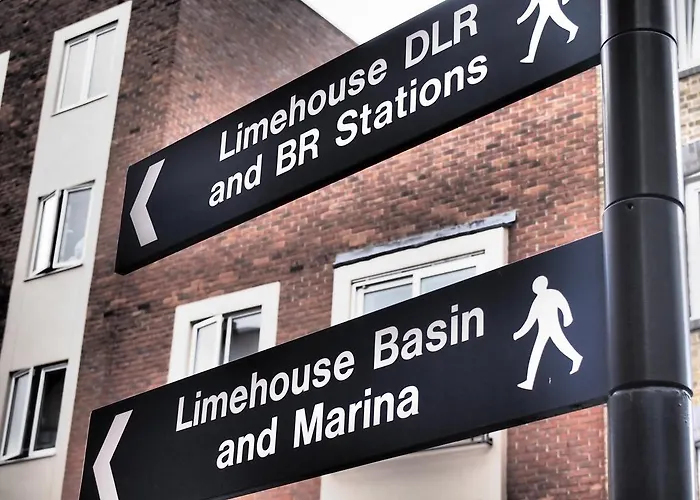 Limehouse DLR
and BR Stations
Limehouse Basin
and Marina